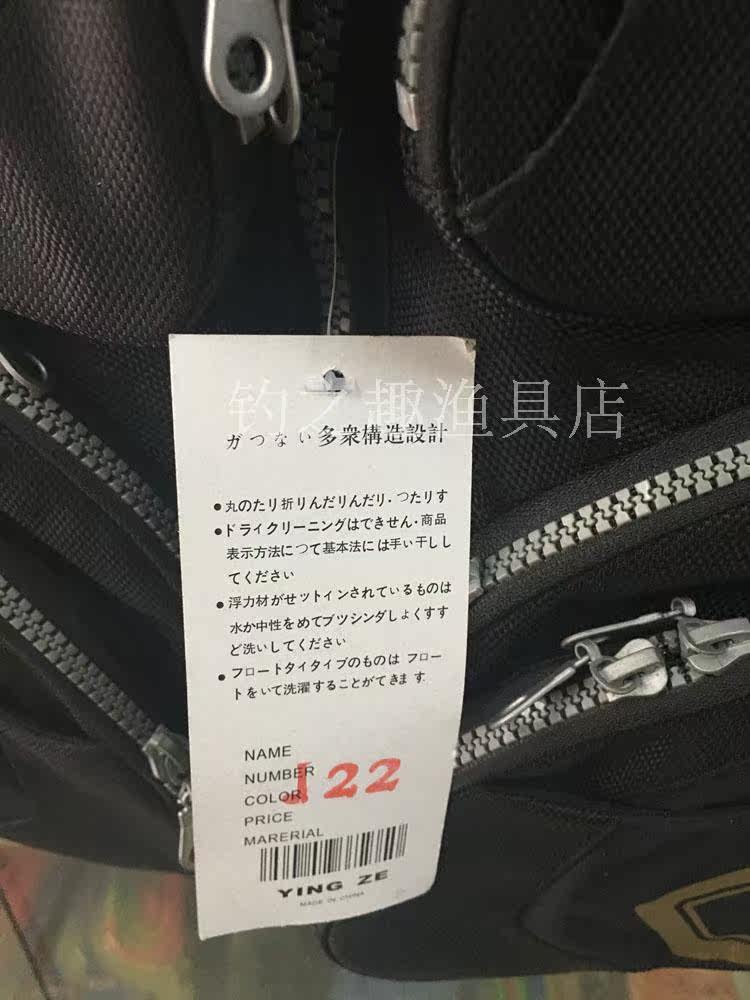 钓之趣渔具店
ガつない多衆構造設計
●丸のたリ折りんだりんだり·つたりす
●ドライクリーニングはできせん·商品
表示方法につて基本法には手い干しし
てください
●浮力材がせツトインされているものは
水か中性をめてブツシンダしよくすす
ど洗いしてください
●フロートタイタイプのものは フロー
トをいて洗濯することがてきます
NAME
NUMBER
COLOR
122
PRICE
MARERIAL
YING ZE
MADE IN CHINA